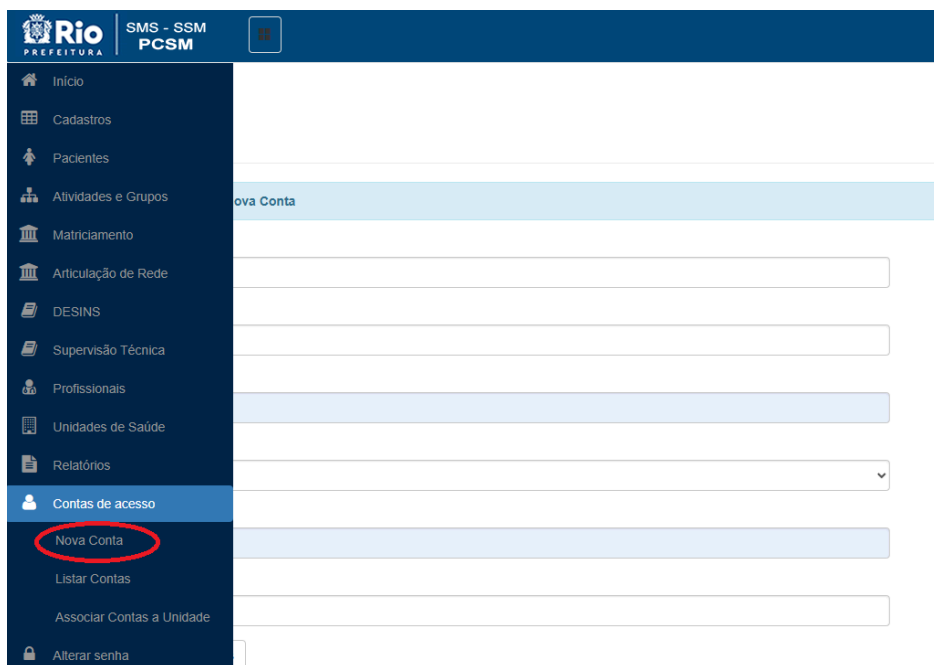 Rio
PREFEITURA
SMS - SSM
PCSM
Início
Cadastros
Pacientes
Atividades e Grupos
ova Conta
Matriciamento
Articulação de Rede
DESINS
Supervisão Técnica
Profissionais
Unidades de Saúde
Relatórios
Contas de acesso
Nova Conta
Listar Contas
Associar Contas a Unidade
Alterar senha